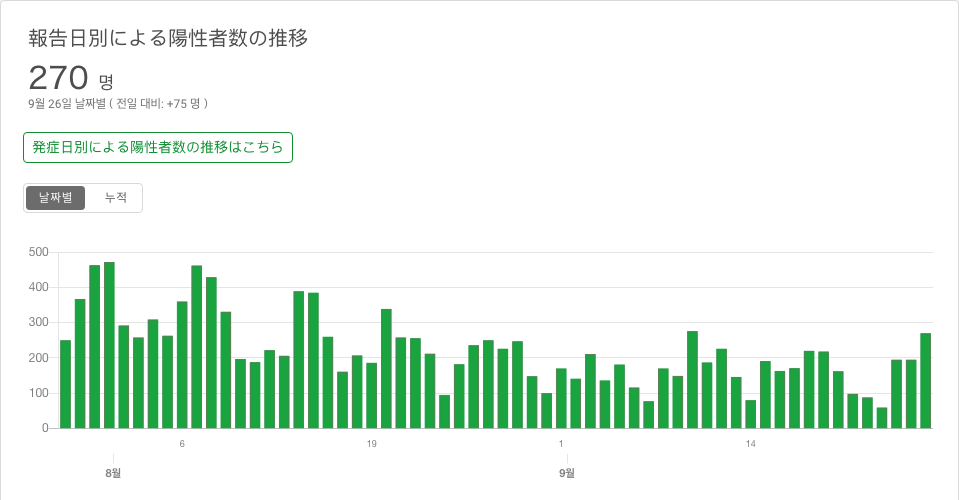 報告日別による陽性者数の推移
270 명
9월 26일 날짜별 ( 전일 대비: +75 명 )
発症日別による陽性者数の推移はこちら
날짜별 누적
500
400
300
200
100
0
6 19 1 14
8월 9월